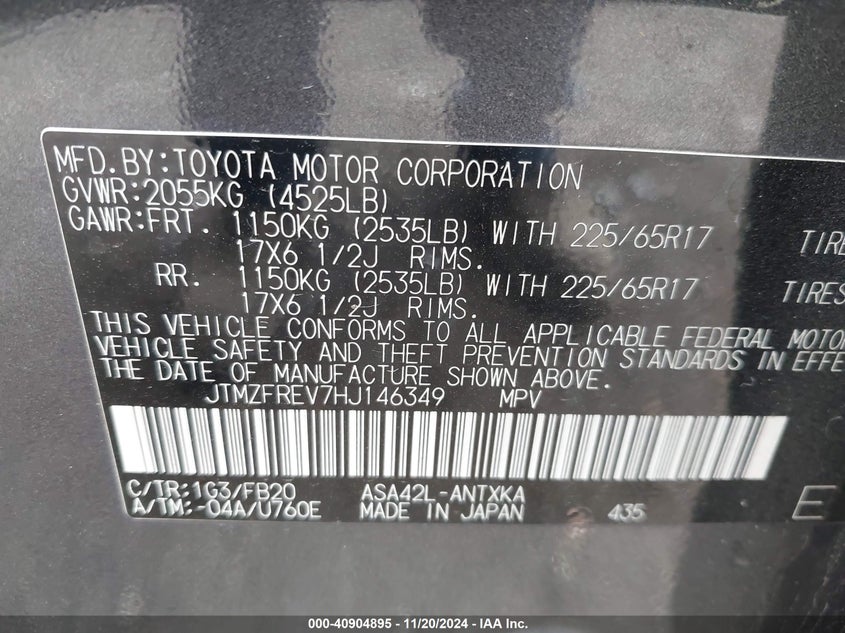 MFD.BY:TOYOTA MOTOR CORPORATION
GVWR:2055KG (4525LB)
GAWR:FRT. 1150KG (2535LB) WITH 225/65R17 TIRE
17X6 1/2J RIMS.
RR. 1150KG (2535LB) WITH 225/65R17 TIRES
17X6 1/2J RIMS.
THIS VEHICLE CONFORMS TO ALL APPLICABLE FEDERAL MOTOR
VEHICLE SAFETY AND THEFT PREVENTION STANDARDS IN EFFE
THE DATE OF MANUFACTURE SHOWN ABOVE.
JTMZFREV7HJ146349 MPV
C/TR:1G3/FB20 ASA42L-ANTXKA
A/TM:-04A/U760E MADE IN JAPAN 435 E
000-40904895 - 11/20/2024 - IAA Inc.